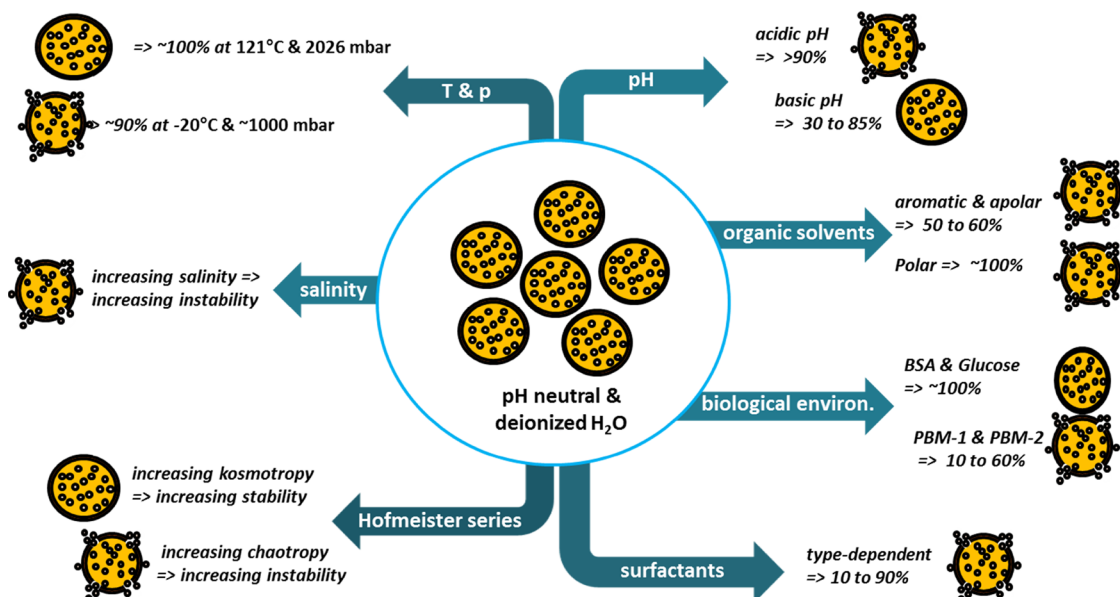 => ~100% at 121°C & 2026 mbar
=> ~90% at -20°C & ~1000 mbar
T & p
pH
acidic pH
=> >90%
basic pH
=> 30 to 85%
organic solvents
aromatic & apolar
=> 50 to 60%
Polar => ~100%
salinity
increasing salinity =>
increasing instability
pH neutral &
deionized H₂O
biological environ.
BSA & Glucose
=> ~100%
PBM-1 & PBM-2
=> 10 to 60%
Hofmeister series
increasing kosmotropy
=> increasing stability
increasing chaotropy
=> increasing instability
surfactants
type-dependent
=> 10 to 90%